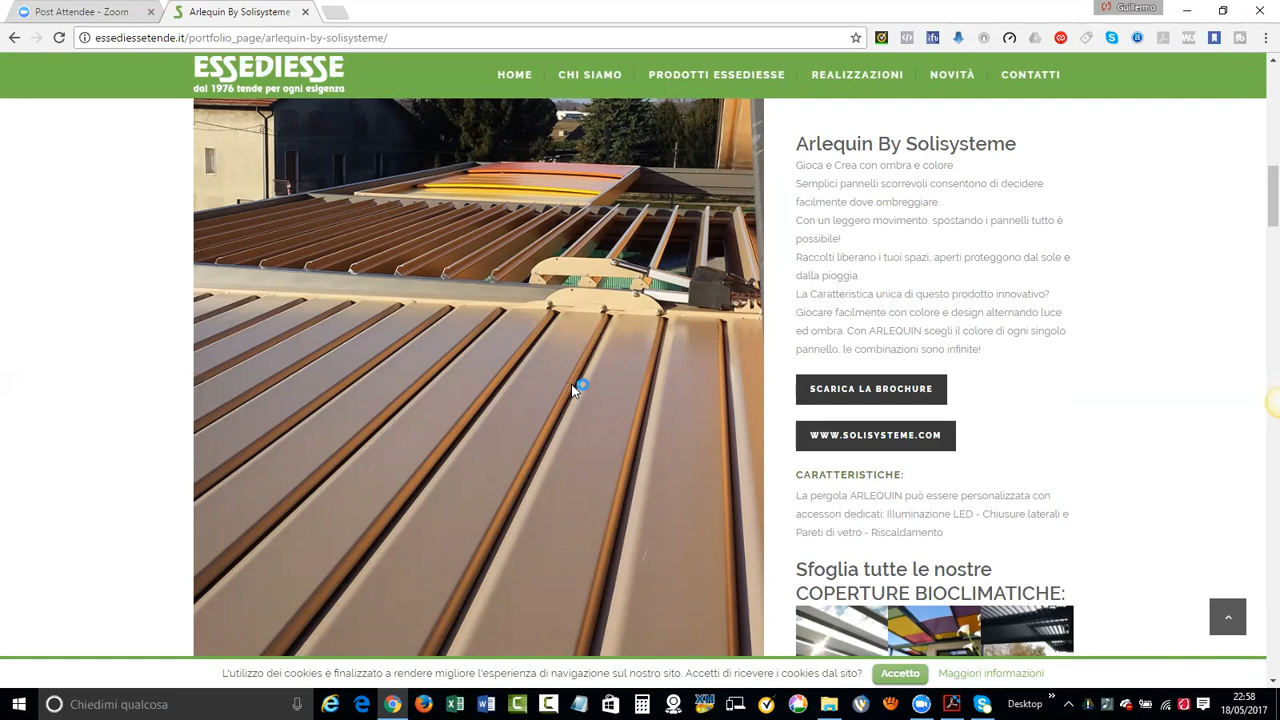 Post Attendee - Zoom
Arlequin By Solisysteme
Guillermo
essediessetende.it/portfolio_page/arlequin-by-solisysteme/
ESSEDIESSE
dal 1976 tende per ogni esigenza
HOME
CHI SIAMO
PRODOTTI ESSEDIESSE
REALIZZAZIONI
NOVITÀ
CONTATTI
Arlequin By Solisysteme
Gioca e Crea con ombra e colore
Semplici pannelli scorrevoli consentono di decidere
facilmente dove ombreggiare.
Con un leggero movimento, spostando i pannelli tutto è
possibile!
Raccolti liberano i tuoi spazi, aperti proteggono dal sole e
dalla pioggia.
La Caratteristica unica di questo prodotto innovativo?
Giocare facilmente con colore e design alternando luce
ed ombra. Con ARLEQUIN scegli il colore di ogni singolo
pannello, le combinazioni sono infinite!
SCARICA LA BROCHURE
WWW.SOLISYSTEME.COM
CARATTERISTICHE:
La pergola ARLEQUIN può essere personalizzata con
accessori dedicati: Illuminazione LED - Chiusure laterali e
Pareti di vetro - Riscaldamento
Sfoglia tutte le nostre
COPERTURE BIOCLIMATICHE:
L'utilizzo dei cookies è finalizzato a rendere migliore l'esperienza di navigazione sul nostro sito. Accetti di ricevere i cookies dal sito?
Accetto
Maggiori informazioni
Chiedimi qualcosa
Desktop
22:58
18/05/2017